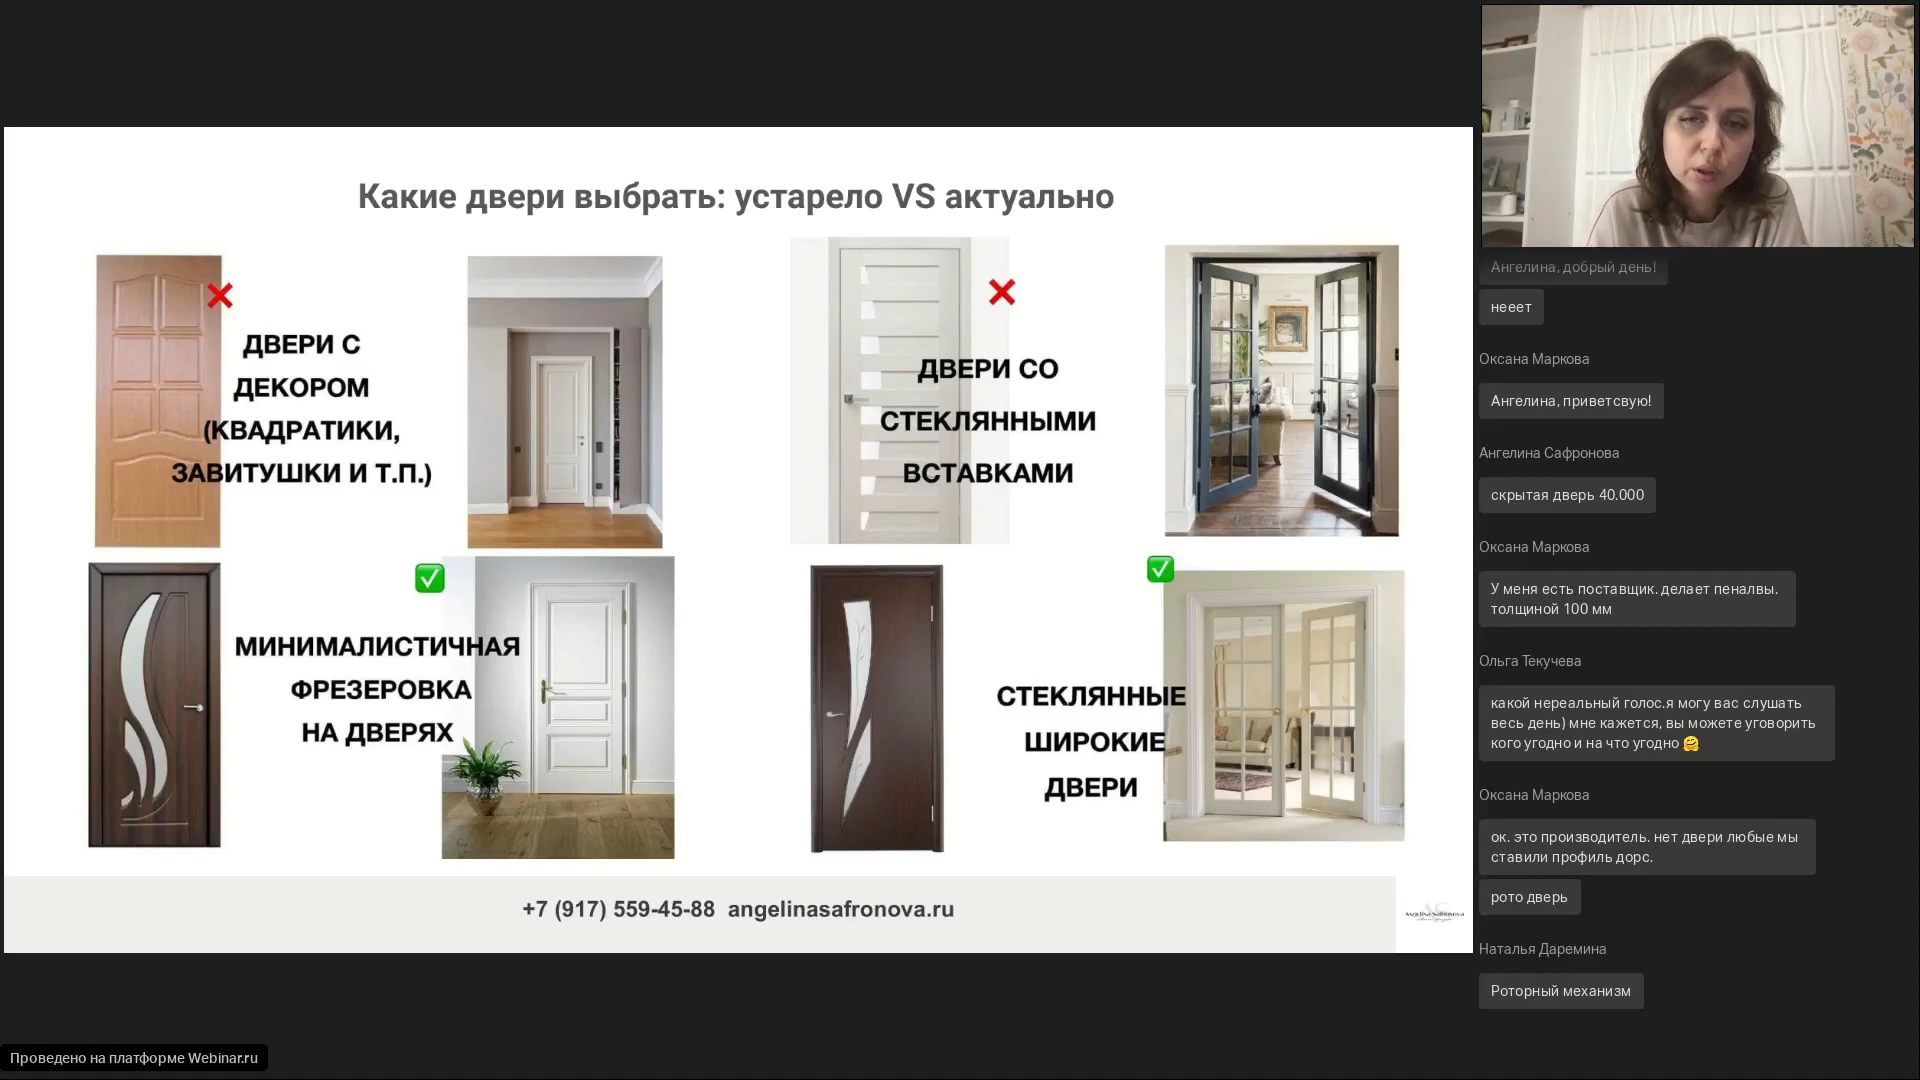 Какие двери выбрать: устарело VS актуально
ДВЕРИ С
ДЕКОРОМ
(КВАДРАТИКИ,
ЗАВИТУШКИ И Т.П.)
ДВЕРИ СО
СТЕКЛЯННЫМИ
ВСТАВКАМИ
МИНИМАЛИСТИЧНАЯ
ФРЕЗЕРОВКА
НА ДВЕРЯХ
СТЕКЛЯННЫЕ
ШИРОКИЕ
ДВЕРИ
+7 (917) 559-45-88 angelinasafronova.ru
AS
Angelina Safronova
Ангелина, добрый день!
нееет
Оксана Маркова
Ангелина, приветсвую!
Ангелина Сафронова
скрытая дверь 40.000
Оксана Маркова
У меня есть поставщик. делает пеналвы.
толщиной 100 мм
Ольга Текучева
какой нереальный голос.я могу вас слушать
весь день) мне кажется, вы можете уговорить
кого угодно и на что угодно 🤗
Оксана Маркова
ок. это производитель. нет двери любые мы
ставили профиль дорс.
рото дверь
Наталья Даремина
Роторный механизм
Проведено на платформе Webinar.ru